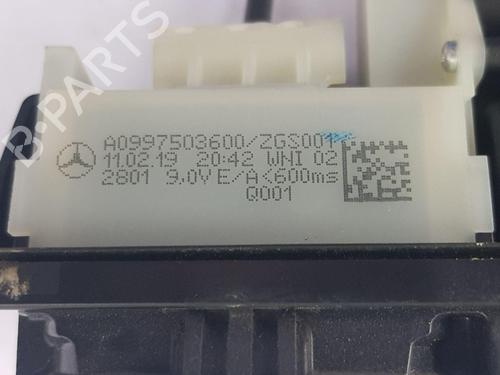 B-PARTS
A0997503600/ZGS001
11.02.19 20:42 WNI 02
2801 9.0V E/A<600ms
Q001